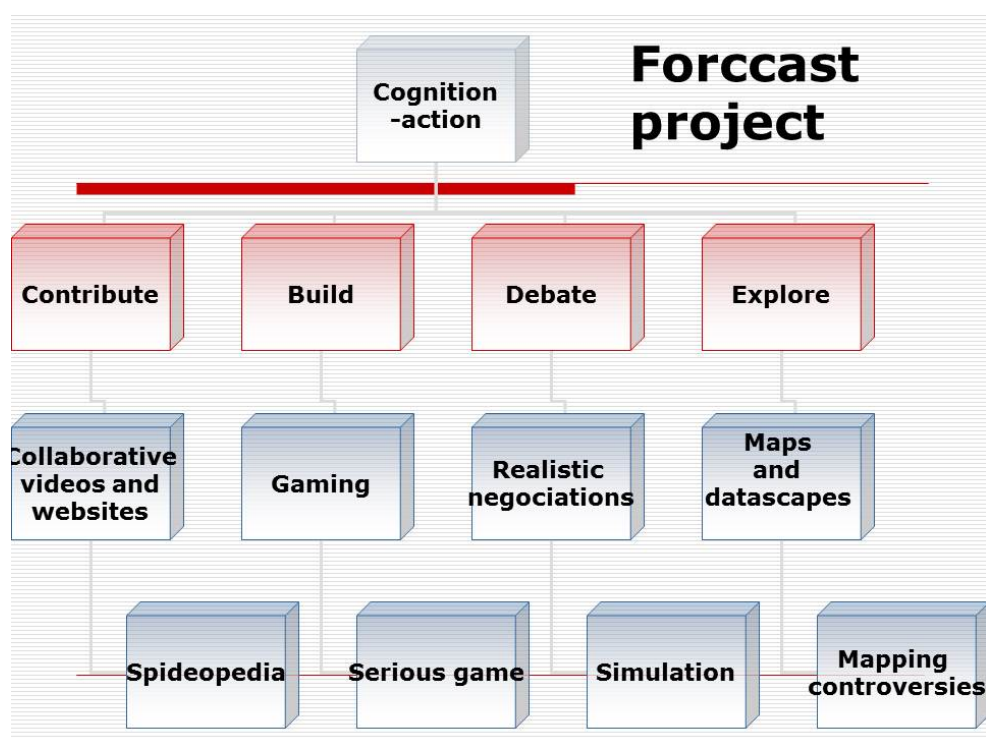 Forccast
project
Cognition
-action
Contribute
Build
Debate
Explore
Collaborative
videos and
websites
Gaming
Realistic
negociations
Maps
and
datascapes
Spideopedia
Serious game
Simulation
Mapping
controversies